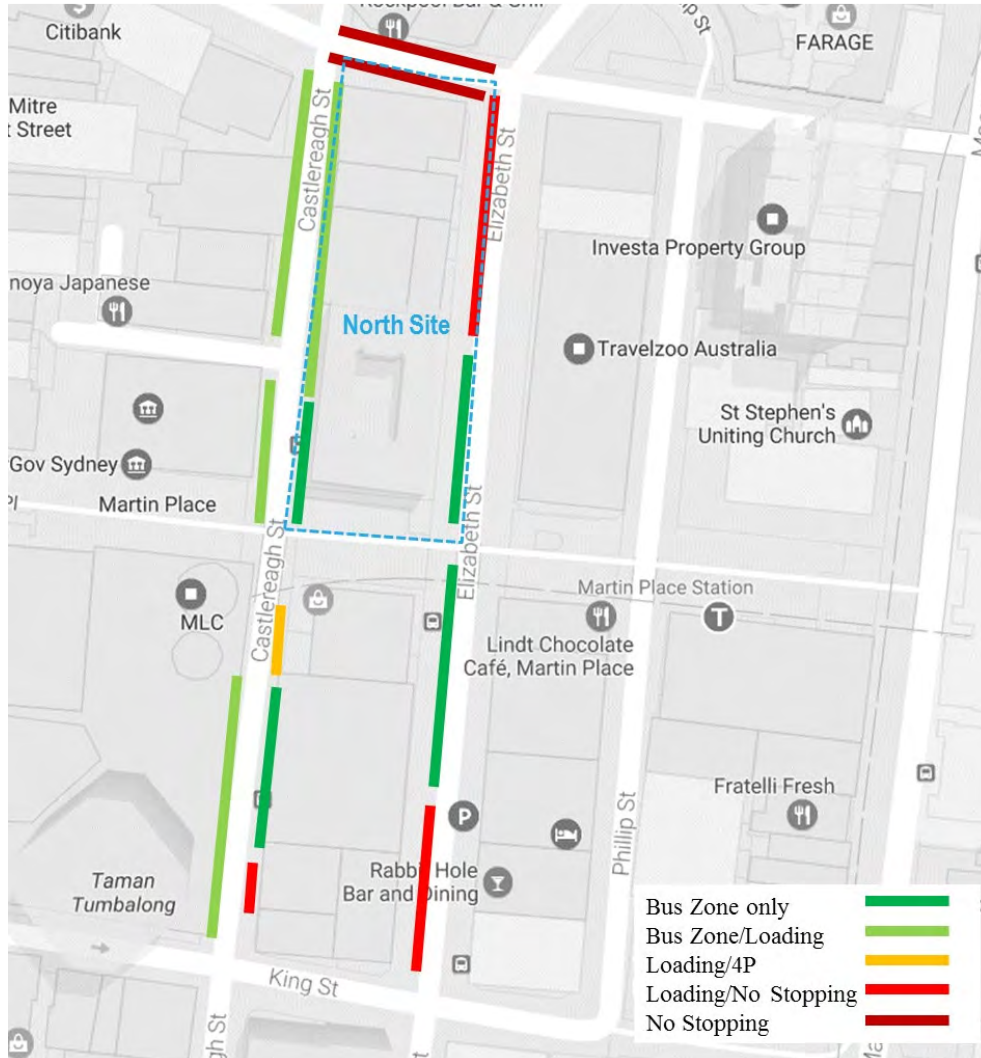 Rockpool Bar & Grill
Citibank
FARAGE
Mitre
t Street
Castlereagh St
Elizabeth St
Investa Property Group
noya Japanese
North Site
Travelzoo Australia
St Stephen's
Uniting Church
Gov Sydney
Martin Place
Castlereagh St
Elizabeth St
Martin Place Station
T
MLC
Lindt Chocolate
Café, Martin Place
Fratelli Fresh
P
Phillip St
Rabbit Hole
Bar and Dining
Taman
Tumbalong
King St
Bus Zone only
Bus Zone/Loading
Loading/4P
Loading/No Stopping
No Stopping